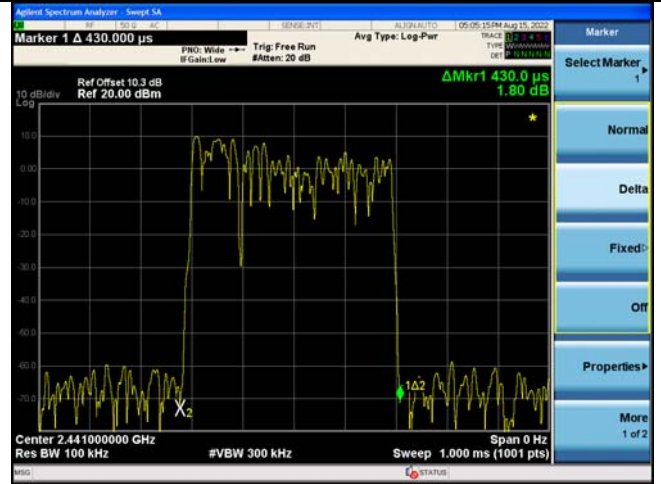 Agilent Spectrum Analyzer - Swept SA
RF 50 Ω AC SENSE:INT ALIGN AUTO 05:05:15 PM Aug 15, 2022
Marker 1 Δ 430.000 µs
PNO: Wide
IFGain:Low
Trig: Free Run
#Atten: 20 dB
Avg Type: Log-Pwr
TRACE 1 2 3 4 5 6
TYPE
DET P N N N N N
ΔMkr1 430.0 µs
1.80 dB
Ref Offset 10.3 dB
10 dB/div Ref 20.00 dBm
Log
10.0
0.00
-10.0
-20.0
-30.0
-40.0
-50.0
-60.0
-70.0
X2
1Δ2
Center 2.441000000 GHz Span 0 Hz
Res BW 100 kHz #VBW 300 kHz Sweep 1.000 ms (1001 pts)
MSG STATUS
Marker
Select Marker
1
Normal
Delta
Fixed
Off
Properties
More
1 of 2